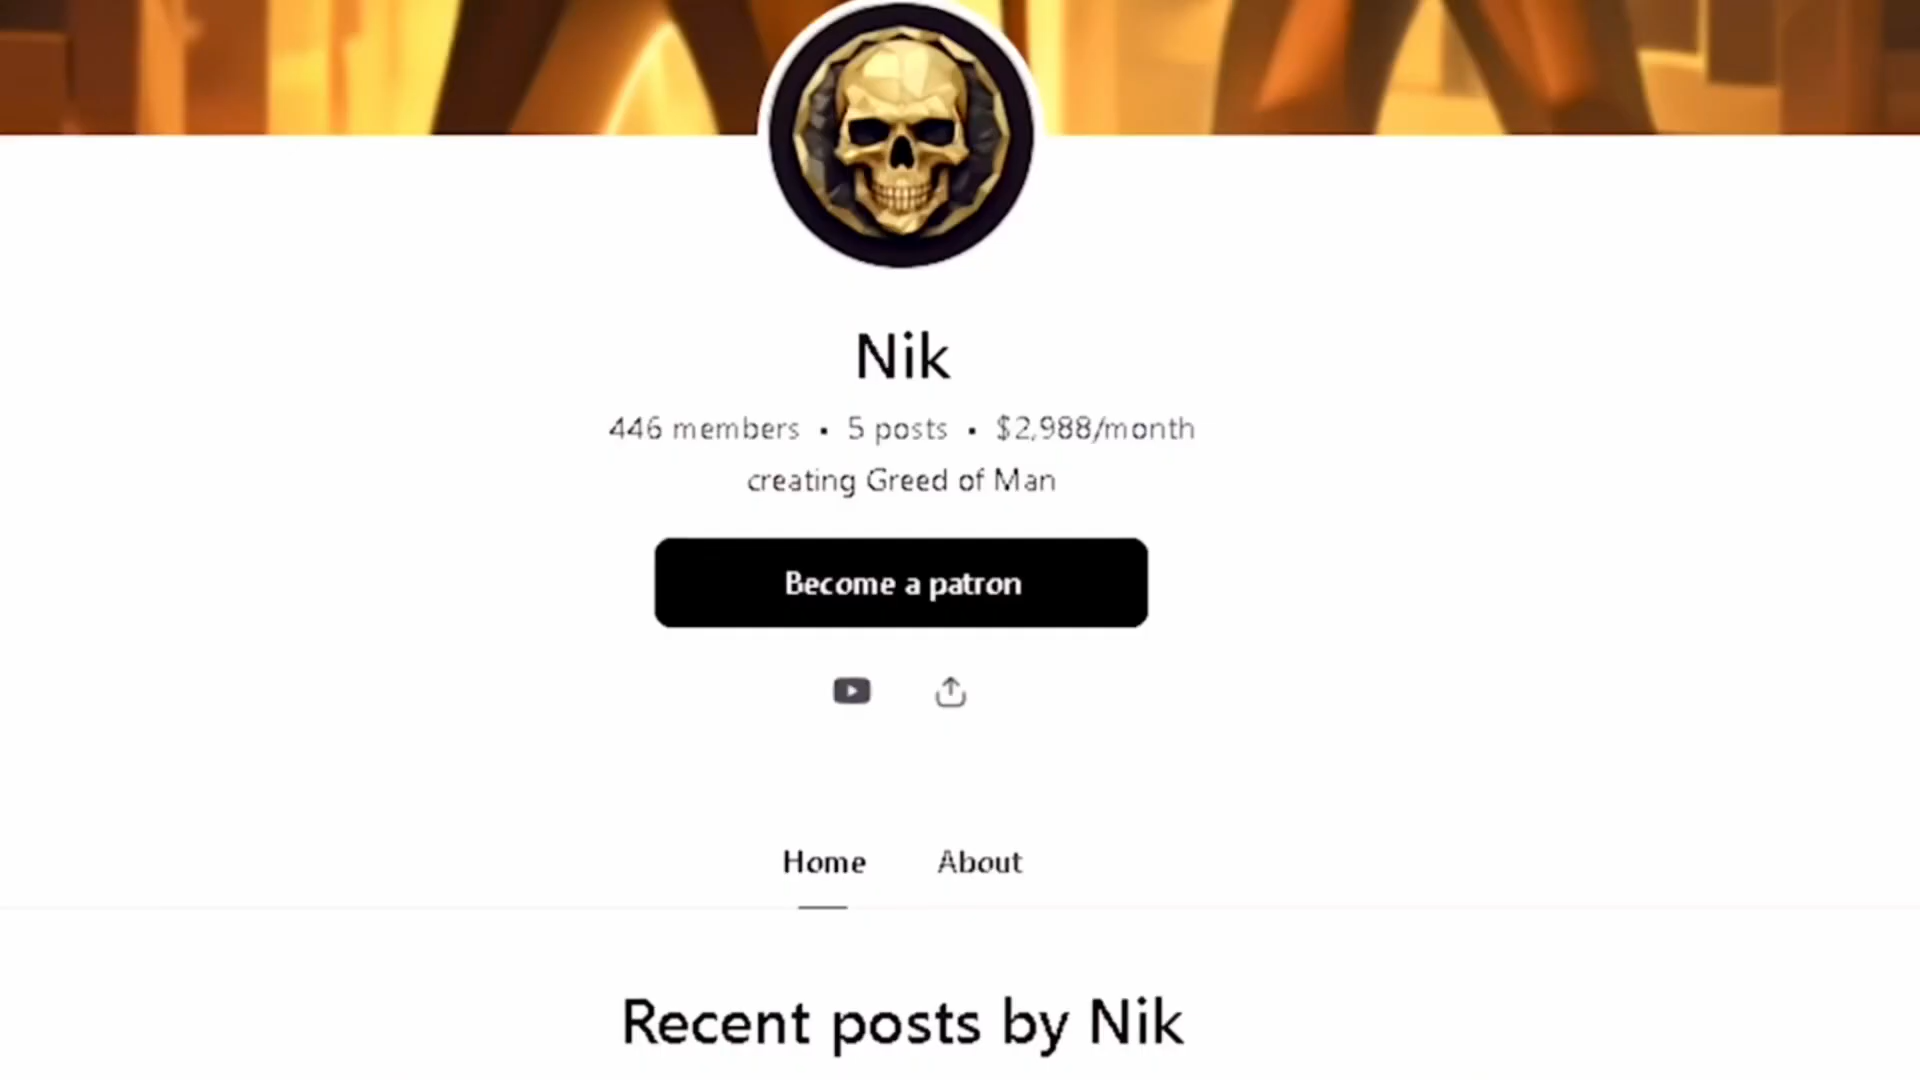 Nik
446 members • 5 posts • $2,988/month
creating Greed of Man
Become a patron
Home About
Recent posts by Nik